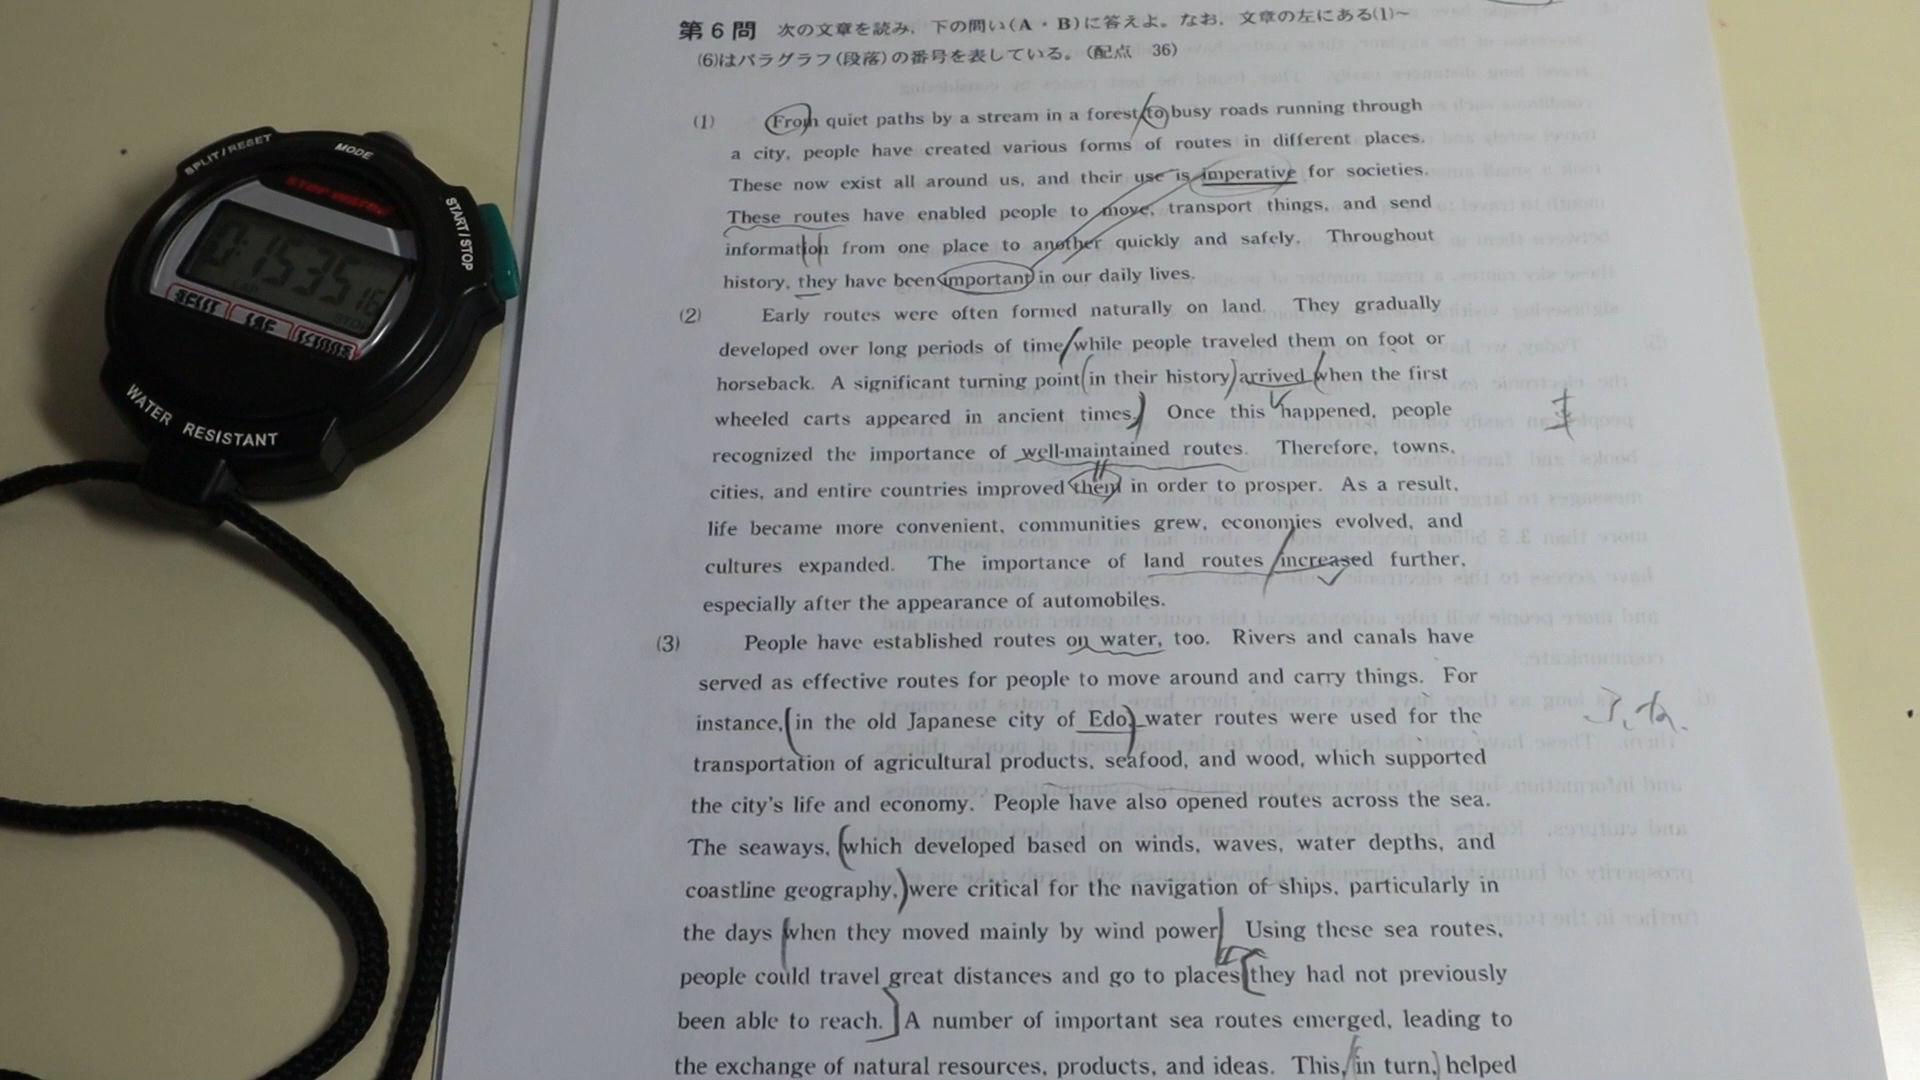 SPLIT/RESET
MODE
START/STOP
STOP WATCH
0:1535 16
LAP
STOP
WATER RESISTANT
第6問 次の文章を読み,下の問い(A・B)に答えよ。なお,文章の左にある(1)~
(6)はパラグラフ(段落)の番号を表している。(配点 36)
(1) From quiet paths by a stream in a forest to busy roads running through
a city, people have created various forms of routes in different places.
These now exist all around us, and their use is imperative for societies.
These routes have enabled people to move, transport things, and send
information from one place to another quickly and safely. Throughout
history, they have been important in our daily lives.
(2) Early routes were often formed naturally on land. They gradually
developed over long periods of time while people traveled them on foot or
horseback. A significant turning point in their history arrived when the first
wheeled carts appeared in ancient times. Once this happened, people
recognized the importance of well-maintained routes. Therefore, towns,
cities, and entire countries improved them in order to prosper. As a result,
life became more convenient, communities grew, economies evolved, and
cultures expanded. The importance of land routes increased further,
especially after the appearance of automobiles.
(3) People have established routes on water, too. Rivers and canals have
served as effective routes for people to move around and carry things. For
instance, in the old Japanese city of Edo, water routes were used for the
transportation of agricultural products, seafood, and wood, which supported
the city's life and economy. People have also opened routes across the sea.
The seaways, which developed based on winds, waves, water depths, and
coastline geography, were critical for the navigation of ships, particularly in
the days when they moved mainly by wind power. Using these sea routes,
people could travel great distances and go to places they had not previously
been able to reach. A number of important sea routes emerged, leading to
the exchange of natural resources, products, and ideas. This, in turn, helped